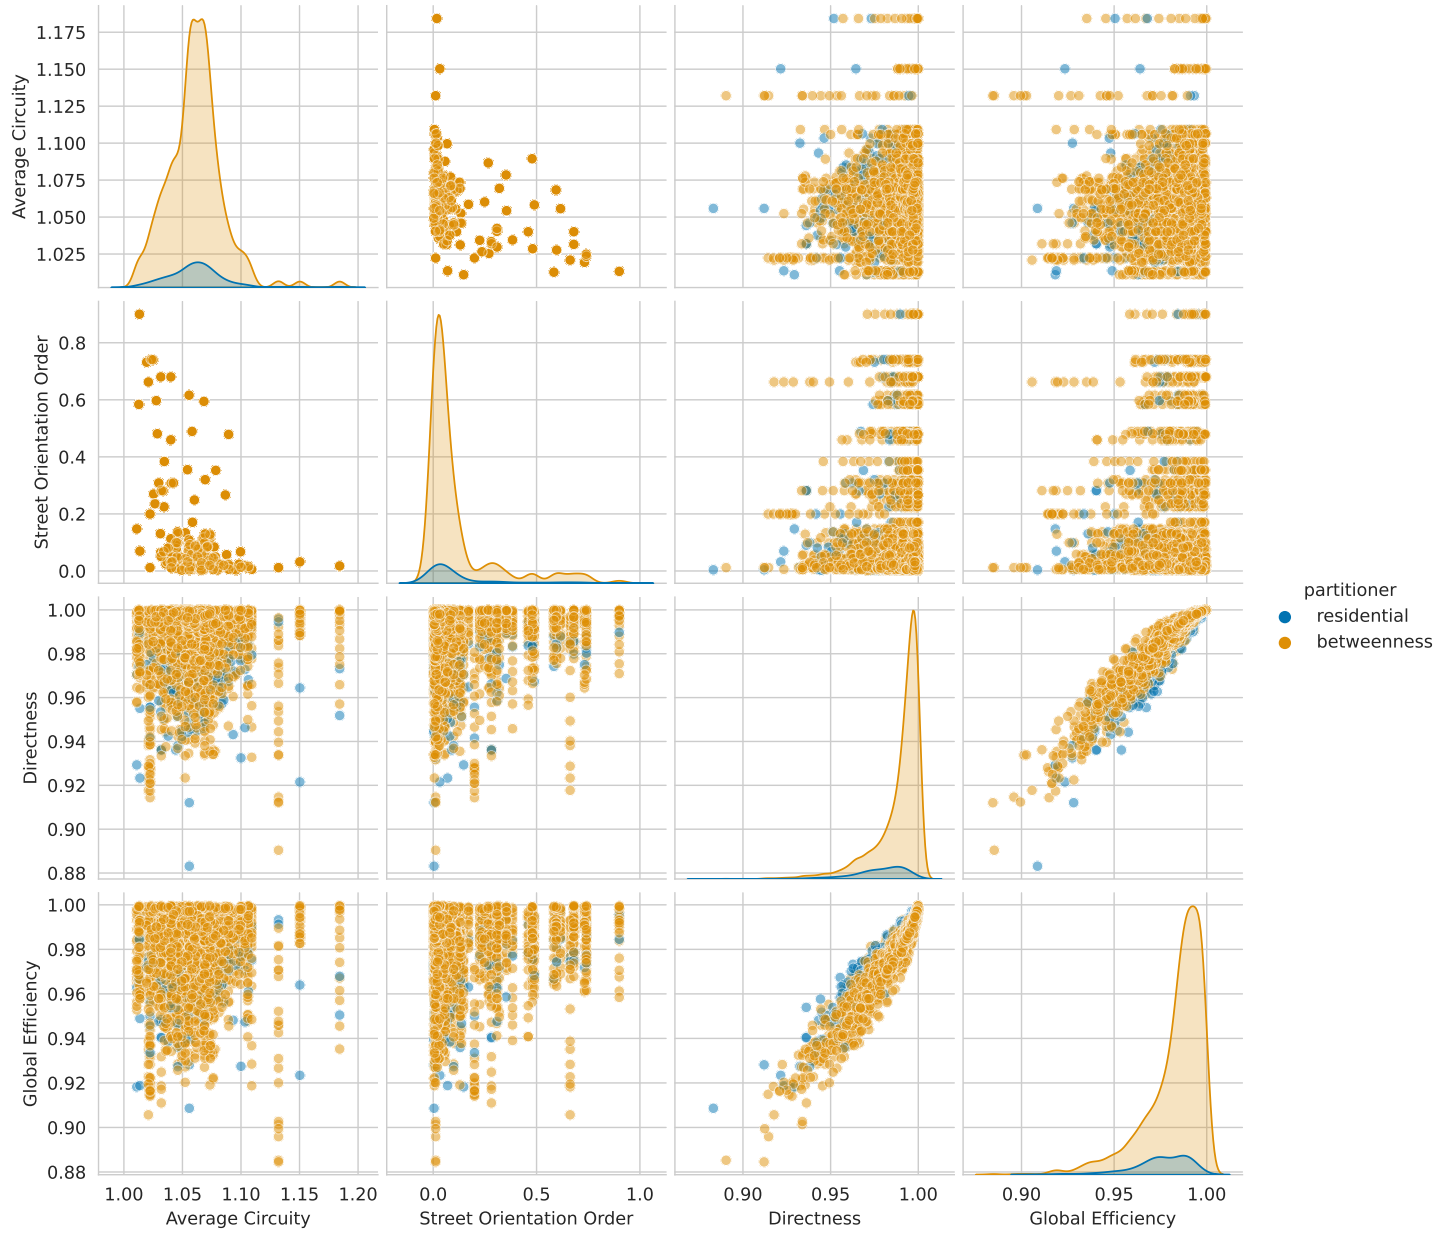 1.175
1.150
1.125
1.100
1.075
1.050
1.025
Average Circuity
0.8
0.6
0.4
0.2
0.0
Street Orientation Order
1.00
0.98
0.96
0.94
0.92
0.90
0.88
Directness
1.00
0.98
0.96
0.94
0.92
0.90
0.88
Global Efficiency
1.00 1.05 1.10 1.15 1.20
Average Circuity
0.0 0.5 1.0
Street Orientation Order
0.90 0.95 1.00
Directness
0.90 0.95 1.00
Global Efficiency
partitioner
residential
betweenness